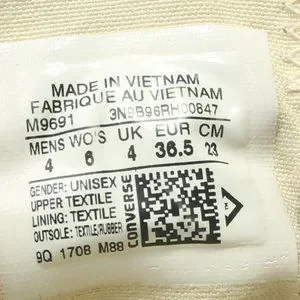 MADE IN VIETNAM
FABRIQUE AU VIETNAM
M9691 3N9B96RH00847
MENS WO'S UK EUR CM
4 6 4 36.5 23
GENDER: UNISEX
UPPER: TEXTILE
LINING: TEXTILE
OUTSOLE: TEXTILE/RUBBER
9Q 1708 M88
CONVERSE